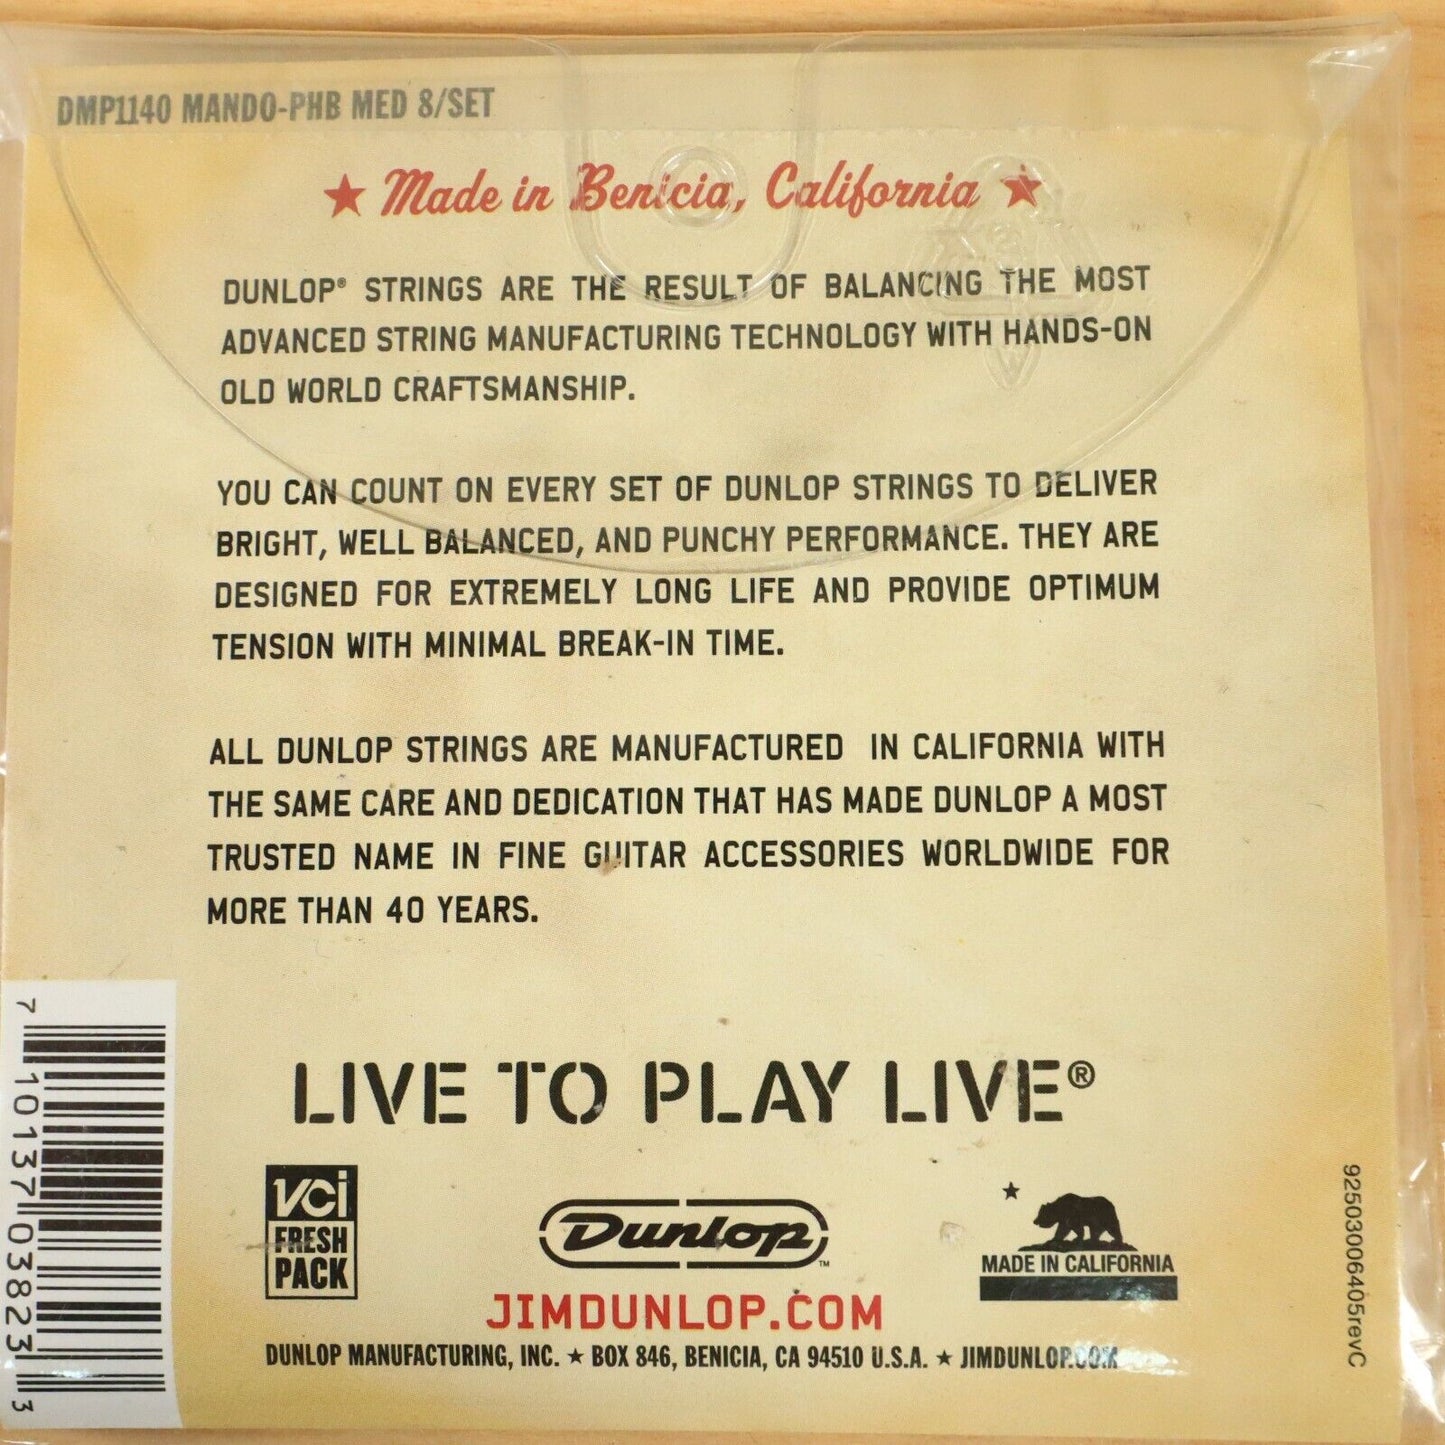 DMP1140 MANDO-PHB MED 8/SET
★ Made in Benicia, California ★
DUNLOP® STRINGS ARE THE RESULT OF BALANCING THE MOST
ADVANCED STRING MANUFACTURING TECHNOLOGY WITH HANDS-ON
OLD WORLD CRAFTSMANSHIP.
YOU CAN COUNT ON EVERY SET OF DUNLOP STRINGS TO DELIVER
BRIGHT, WELL BALANCED, AND PUNCHY PERFORMANCE. THEY ARE
DESIGNED FOR EXTREMELY LONG LIFE AND PROVIDE OPTIMUM
TENSION WITH MINIMAL BREAK-IN TIME.
ALL DUNLOP STRINGS ARE MANUFACTURED IN CALIFORNIA WITH
THE SAME CARE AND DEDICATION THAT HAS MADE DUNLOP A MOST
TRUSTED NAME IN FINE GUITAR ACCESSORIES WORLDWIDE FOR
MORE THAN 40 YEARS.
7 10137 03823 3
LIVE TO PLAY LIVE®
VCi
FRESH
PACK
Dunlop™
★
MADE IN CALIFORNIA
JIMDUNLOP.COM
DUNLOP MANUFACTURING, INC. ★ BOX 846, BENICIA, CA 94510 U.S.A. ★ JIMDUNLOP.COM
92503006405revC